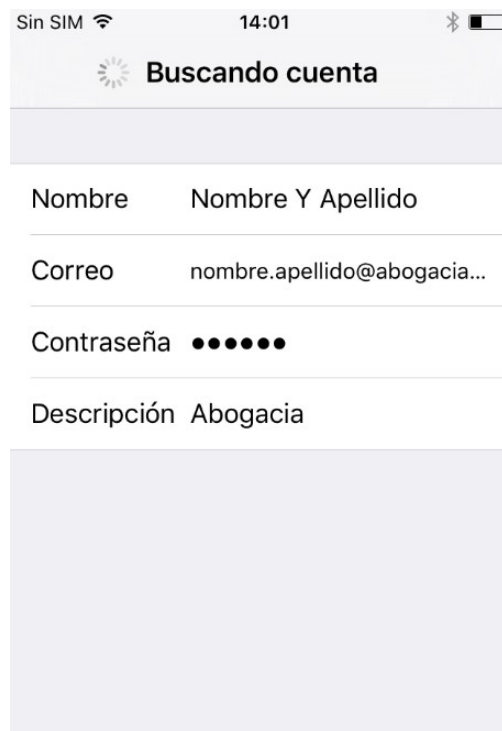 Sin SIM 14:01
Buscando cuenta
Nombre Nombre Y Apellido
Correo nombre.apellido@abogacia...
Contraseña ●●●●●●
Descripción Abogacia